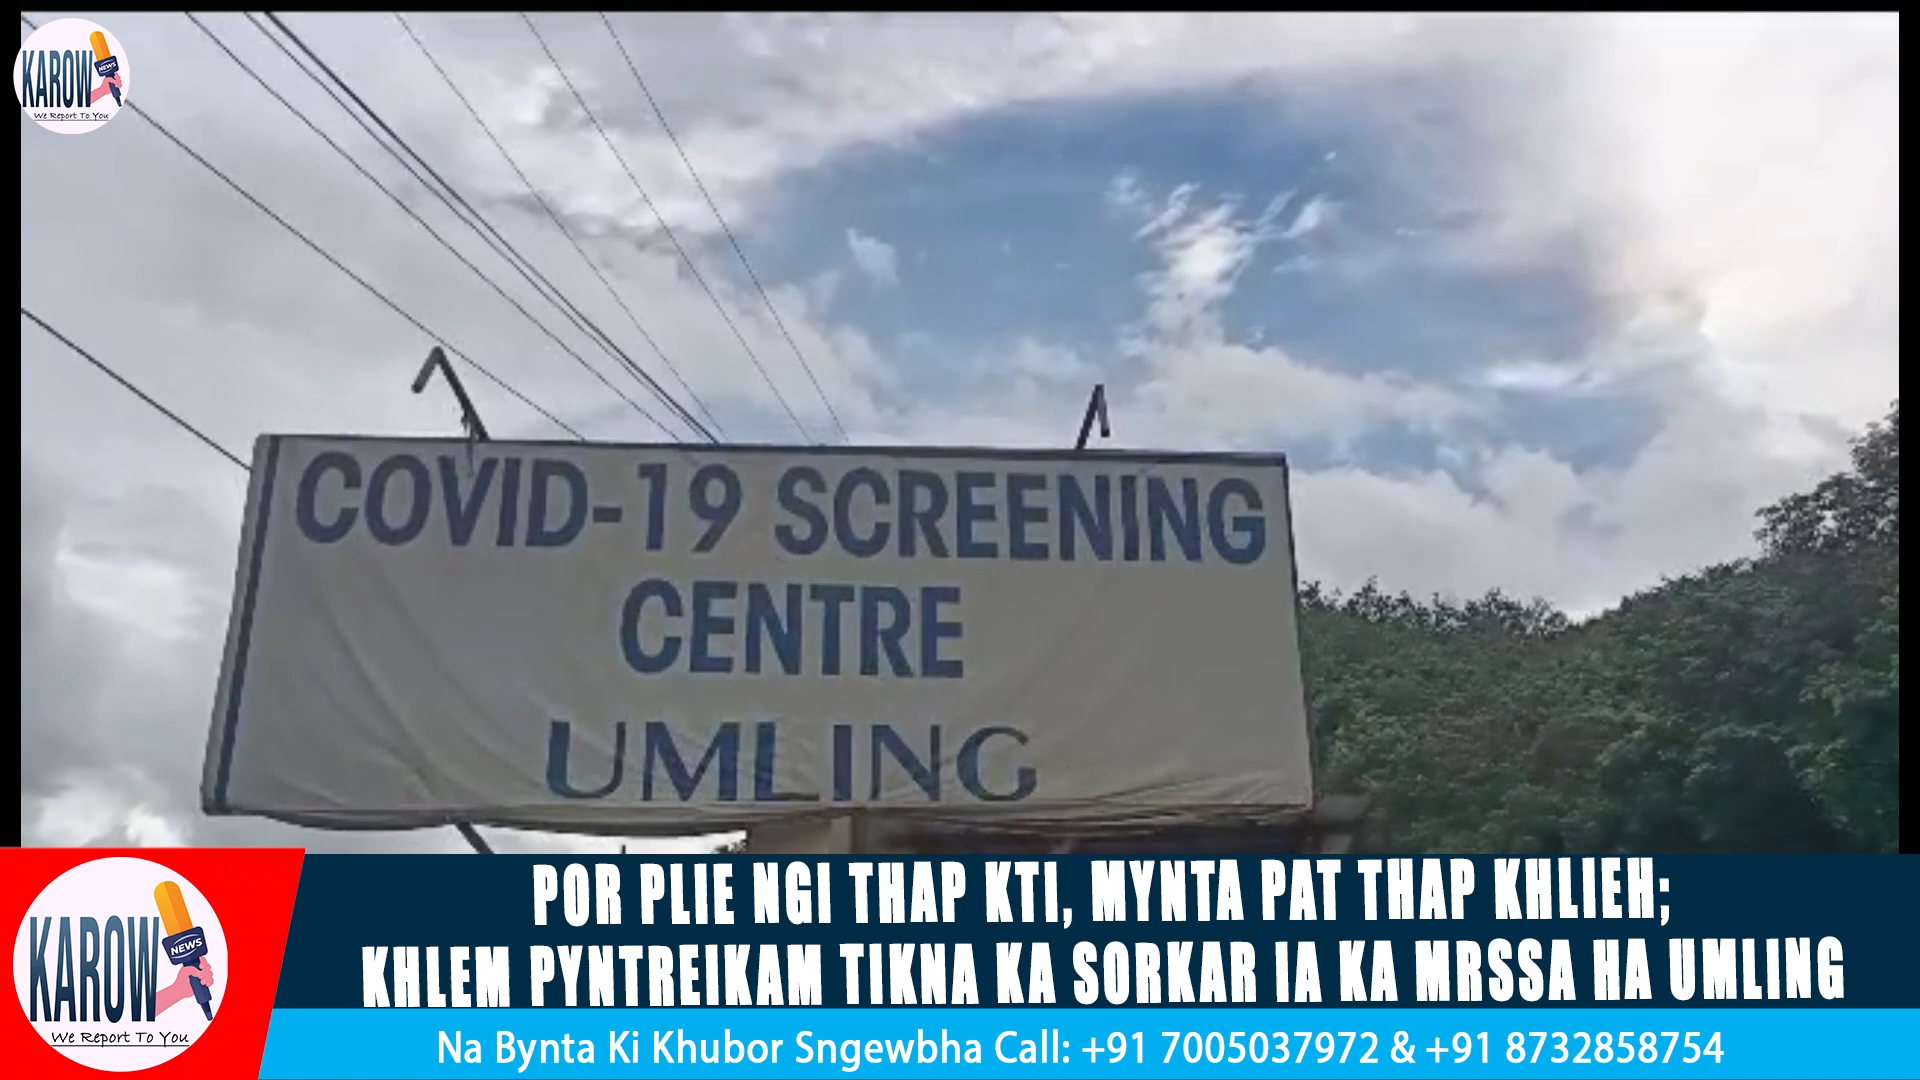 KAROW
NEWS
We Report To You
COVID-19 SCREENING
CENTRE
UMLING
KAROW
NEWS
We Report To You
POR PLIE NGI THAP KTI, MYNTA PAT THAP KHLIEH;
KHLEM PYNTREIKAM TIKNA KA SORKAR IA KA MRSSA HA UMLING
Na Bynta Ki Khubor Sngewbha Call: +91 7005037972 & +91 8732858754